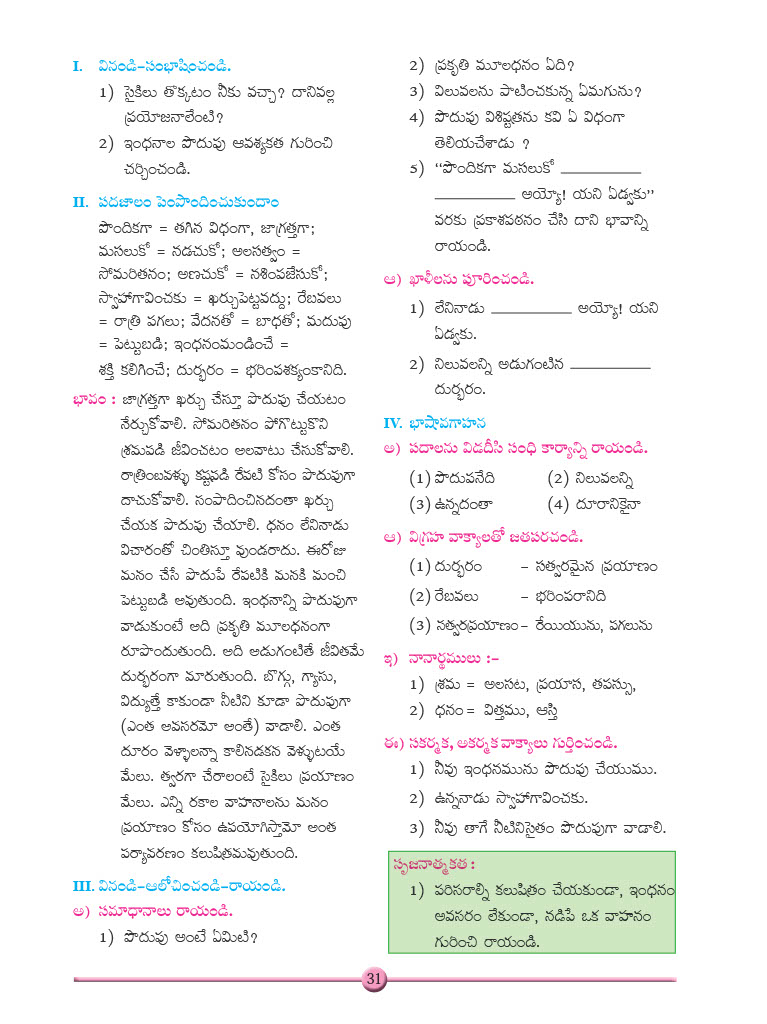 I. వినండి-సంభాషించండి.
1) సైకిలు తొక్కటం నీకు వచ్చా? దానివల్ల
ప్రయోజనాలేంటి?
2) ఇంధనాల పొదుపు ఆవశ్యకత గురించి
చర్చించండి.
II. పదజాలం పెంపొందించుకుందాం
పొందికగా = తగిన విధంగా, జాగ్రత్తగా;
మసలుకో = నడచుకో; అలసత్వం =
సోమరితనం; అణచుకో = నశింపజేసుకో;
స్వాహాగావించకు = ఖర్చుపెట్టవద్దు; రేబవలు
= రాత్రి పగలు; వేదనతో = బాధతో; మదుపు
= పెట్టుబడి; ఇంధనంమండించే =
శక్తి కలిగించే; దుర్భరం = భరింపశక్యంకానిది.
భావం : జాగ్రత్తగా ఖర్చు చేస్తూ పొదుపు చేయటం
నేర్చుకోవాలి. సోమరితనం పోగొట్టుకొని
శ్రమపడి జీవించటం అలవాటు చేసుకోవాలి.
రాత్రింబవళ్ళు కష్టపడి రేపటి కోసం పొదుపుగా
దాచుకోవాలి. సంపాదించినదంతా ఖర్చు
చేయక పొదుపు చేయాలి. ధనం లేనినాడు
విచారంతో చింతిస్తూ వుండరాదు. ఈరోజు
మనం చేసే పొదుపే రేపటికి మనకి మంచి
పెట్టుబడి అవుతుంది. ఇంధనాన్ని పొదుపుగా
వాడుకుంటే అది ప్రకృతి మూలధనంగా
రూపొందుతుంది. అది అడుగంటితే జీవితమే
దుర్భరంగా మారుతుంది. బొగ్గు, గ్యాసు,
విద్యుత్తే కాకుండా నీటిని కూడా పొదుపుగా
(ఎంత అవసరమో అంతే) వాడాలి. ఎంత
దూరం వెళ్ళాలన్నా కాలినడకన వెళ్ళుటయే
మేలు. త్వరగా చేరాలంటే సైకిలు ప్రయాణం
మేలు. ఎన్ని రకాల వాహనాలను మనం
ప్రయాణం కోసం ఉపయోగిస్తామో అంత
పర్యావరణం కలుషితమవుతుంది.
III. వినండి-ఆలోచించండి-రాయండి.
అ) సమాధానాలు రాయండి.
1) పొదుపు అంటే ఏమిటి?
2) ప్రకృతి మూలధనం ఏది?
3) విలువలను పాటించకున్న ఏమగును?
4) పొదుపు విశిష్టతను కవి ఏ విధంగా
తెలియచేశాడు ?
5) “పొందికగా మసలుకో __________
__________ అయ్యో! యని ఏడ్వకు”
వరకు ప్రకాశపఠనం చేసి దాని భావాన్ని
రాయండి.
ఆ) ఖాళీలను పూరించండి.
1) లేనినాడు __________ అయ్యో! యని
ఏడ్వకు.
2) నిలువలన్ని అడుగంటిన __________
దుర్భరం.
IV. భాషావగాహన
అ) పదాలను విడదీసి సంధి కార్యాన్ని రాయండి.
(1) పొదుపనేది (2) నిలువలన్ని
(3) ఉన్నదంతా (4) దూరానికైనా
ఆ) విగ్రహ వాక్యాలతో జతపరచండి.
(1) దుర్భరం - సత్వరమైన ప్రయాణం
(2) రేబవలు - భరింపరానిది
(3) సత్వరప్రయాణం - రేయియును, పగలును
ఇ) నానార్థములు :-
1) శ్రమ = అలసట, ప్రయాస, తపస్సు,
2) ధనం = విత్తము, ఆస్తి
ఈ) సకర్మక, అకర్మక వాక్యాలు గుర్తించండి.
1) నీవు ఇంధనమును పొదుపు చేయుము.
2) ఉన్ననాడు స్వాహాగావించకు.
3) నీవు తాగే నీటినిసైతం పొదుపుగా వాడాలి.
సృజనాత్మకత :
1) పరిసరాల్ని కలుషితం చేయకుండా, ఇంధనం
అవసరం లేకుండా, నడిపే ఒక వాహనం
గురించి రాయండి.
31